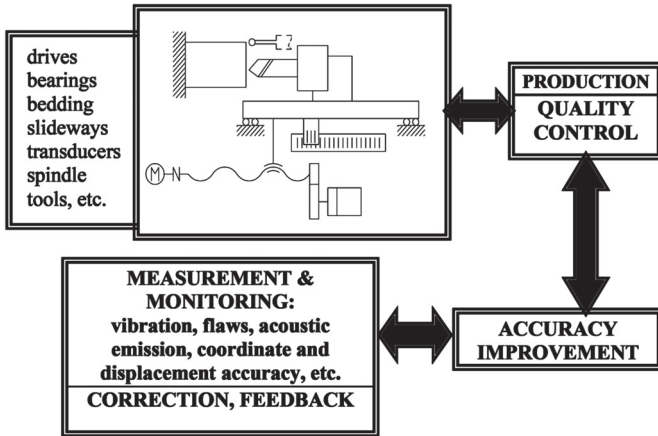 drives
bearings
bedding
slideways
transducers
spindle
tools, etc.
M
PRODUCTION
QUALITY
CONTROL
MEASUREMENT &
MONITORING:
vibration, flaws, acoustic
emission, coordinate and
displacement accuracy, etc.
CORRECTION, FEEDBACK
ACCURACY
IMPROVEMENT